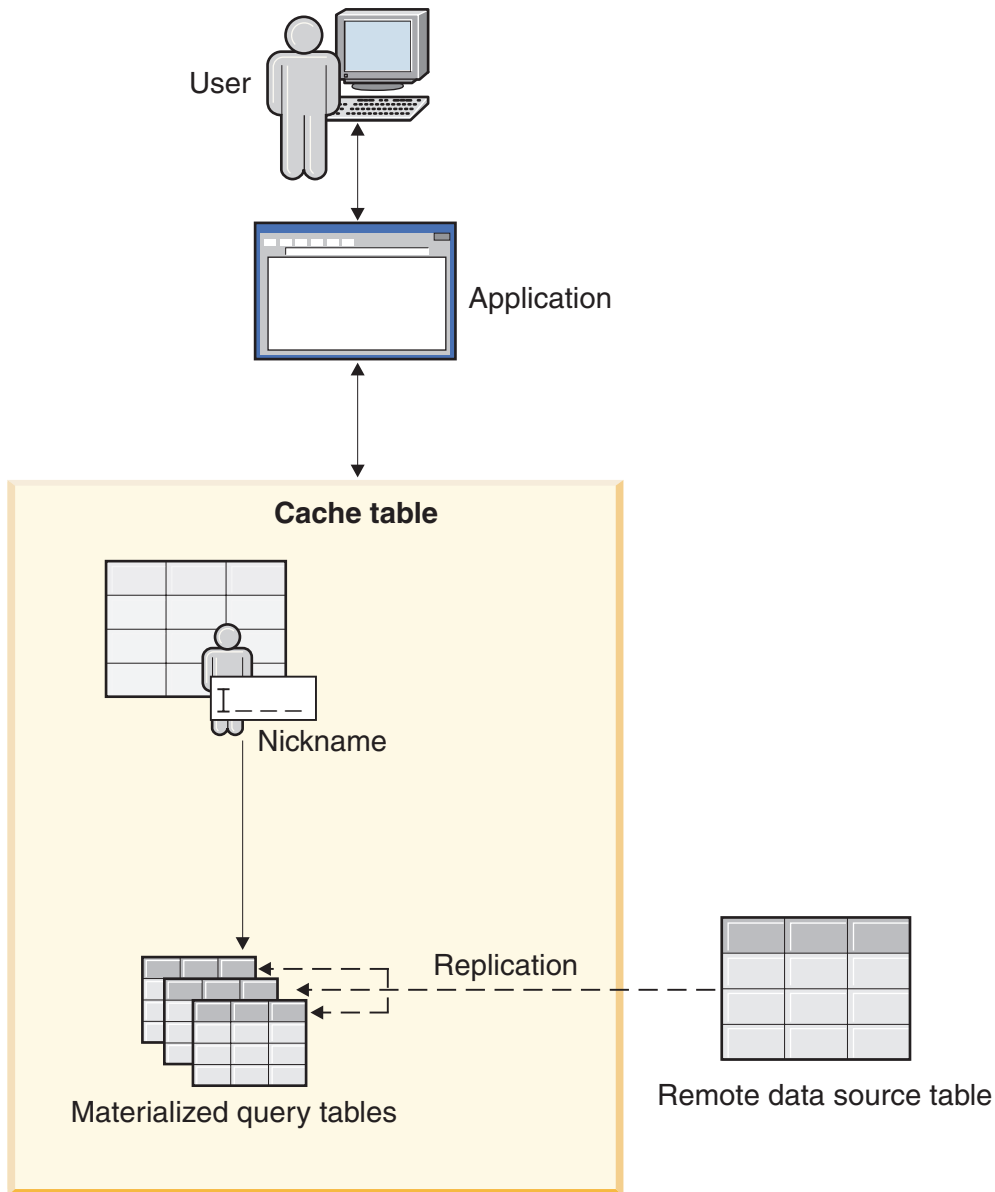 User
Application
Cache table
Nickname
Replication
Remote data source table
Materialized query tables